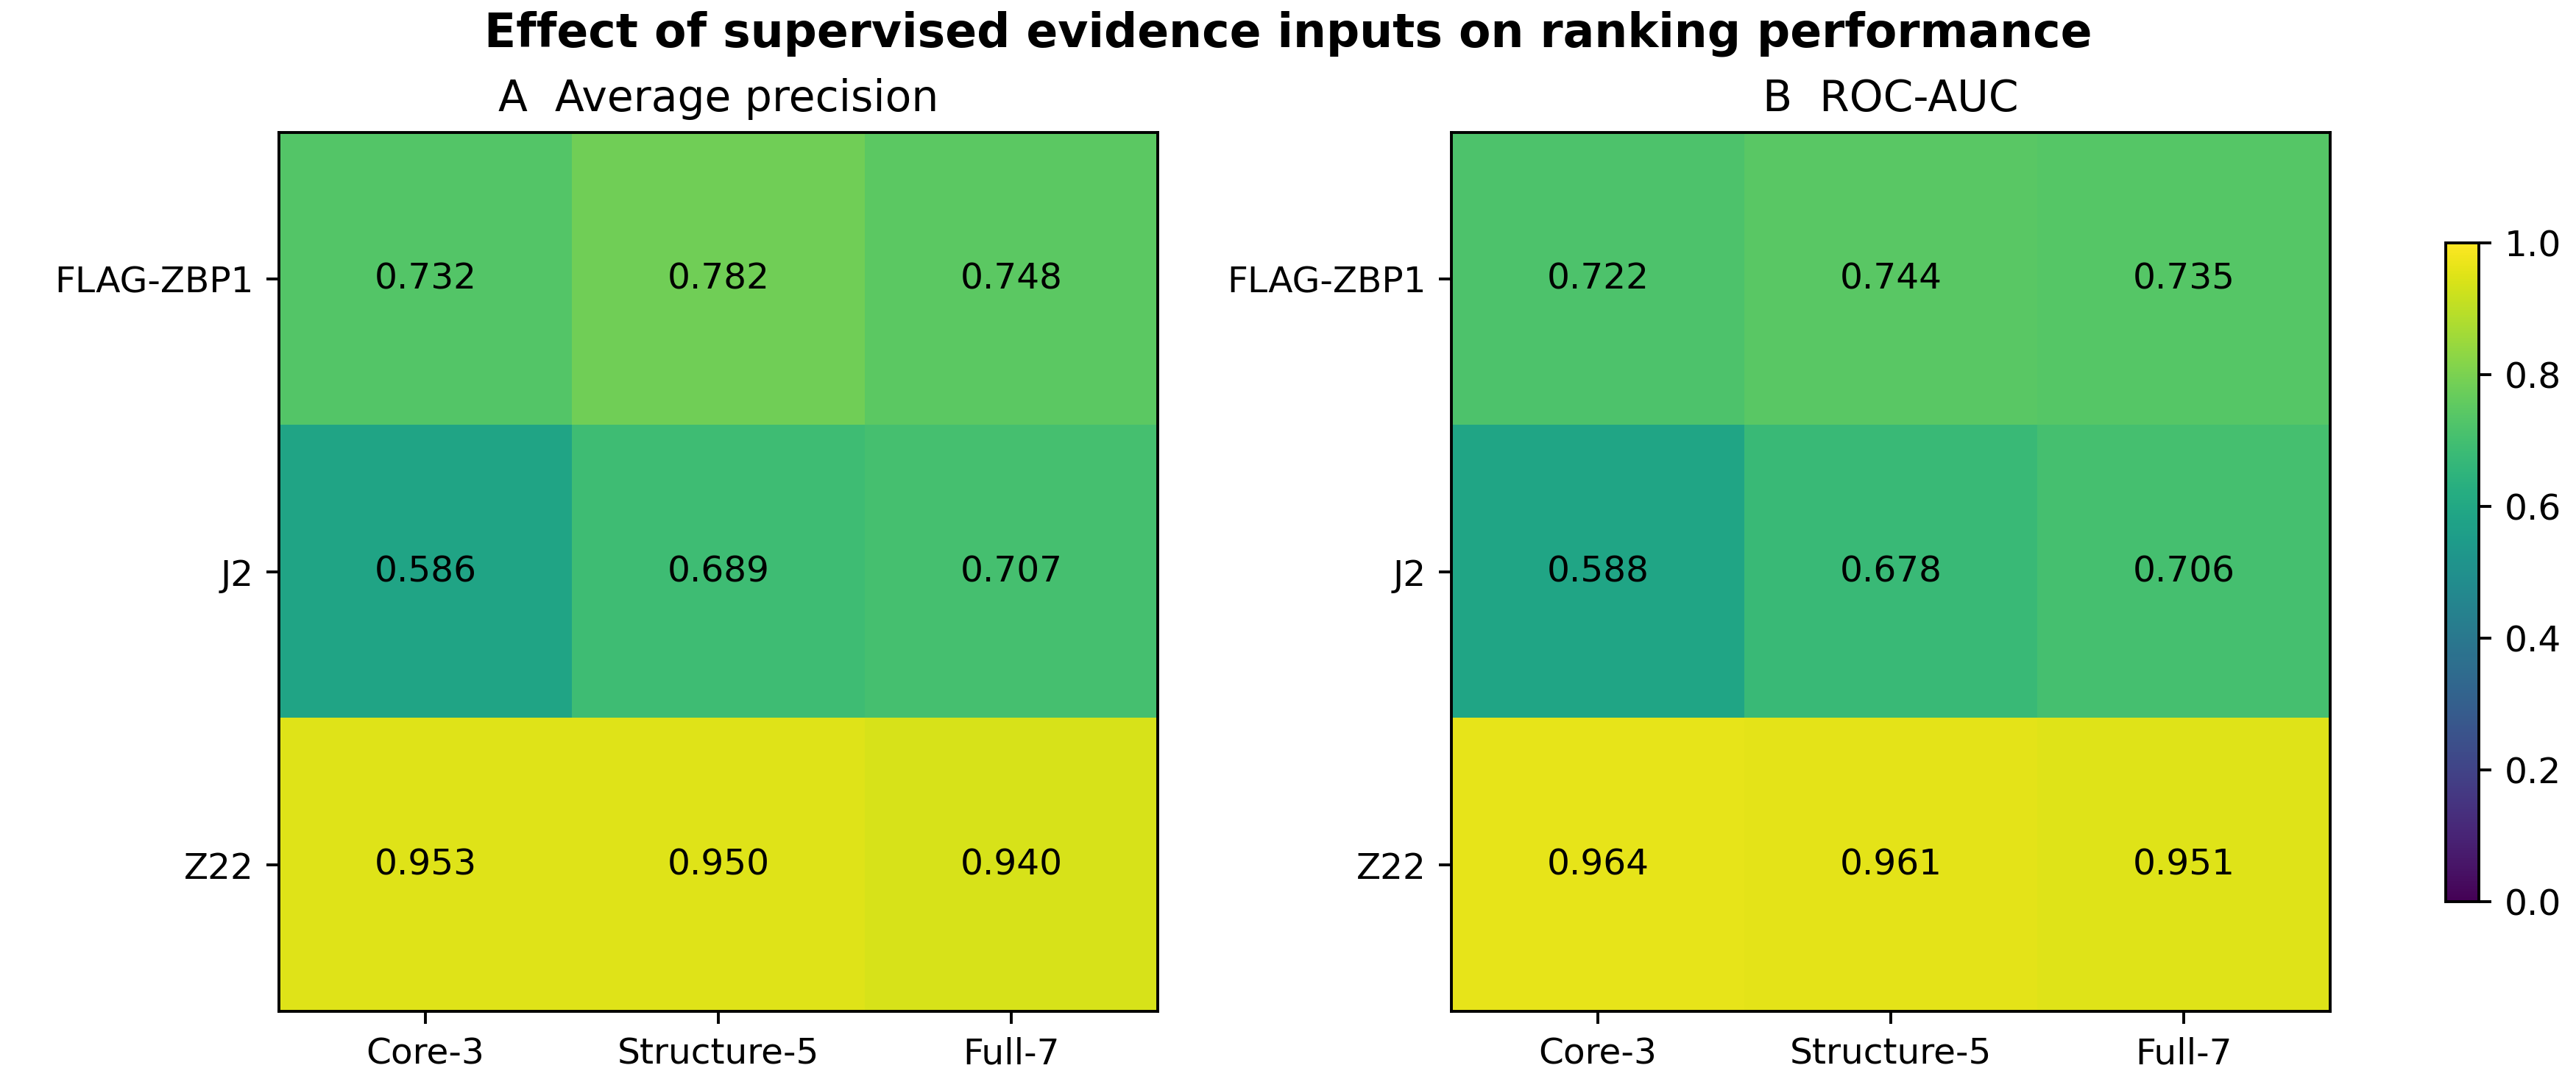 Effect of supervised evidence inputs on ranking performance
A Average precision
FLAG-ZBP1 0.732 0.782 0.748
J2 0.586 0.689 0.707
Z22 0.953 0.950 0.940
Core-3 Structure-5 Full-7
B ROC-AUC
FLAG-ZBP1 0.722 0.744 0.735
J2 0.588 0.678 0.706
Z22 0.964 0.961 0.951
Core-3 Structure-5 Full-7
1.0
0.8
0.6
0.4
0.2
0.0